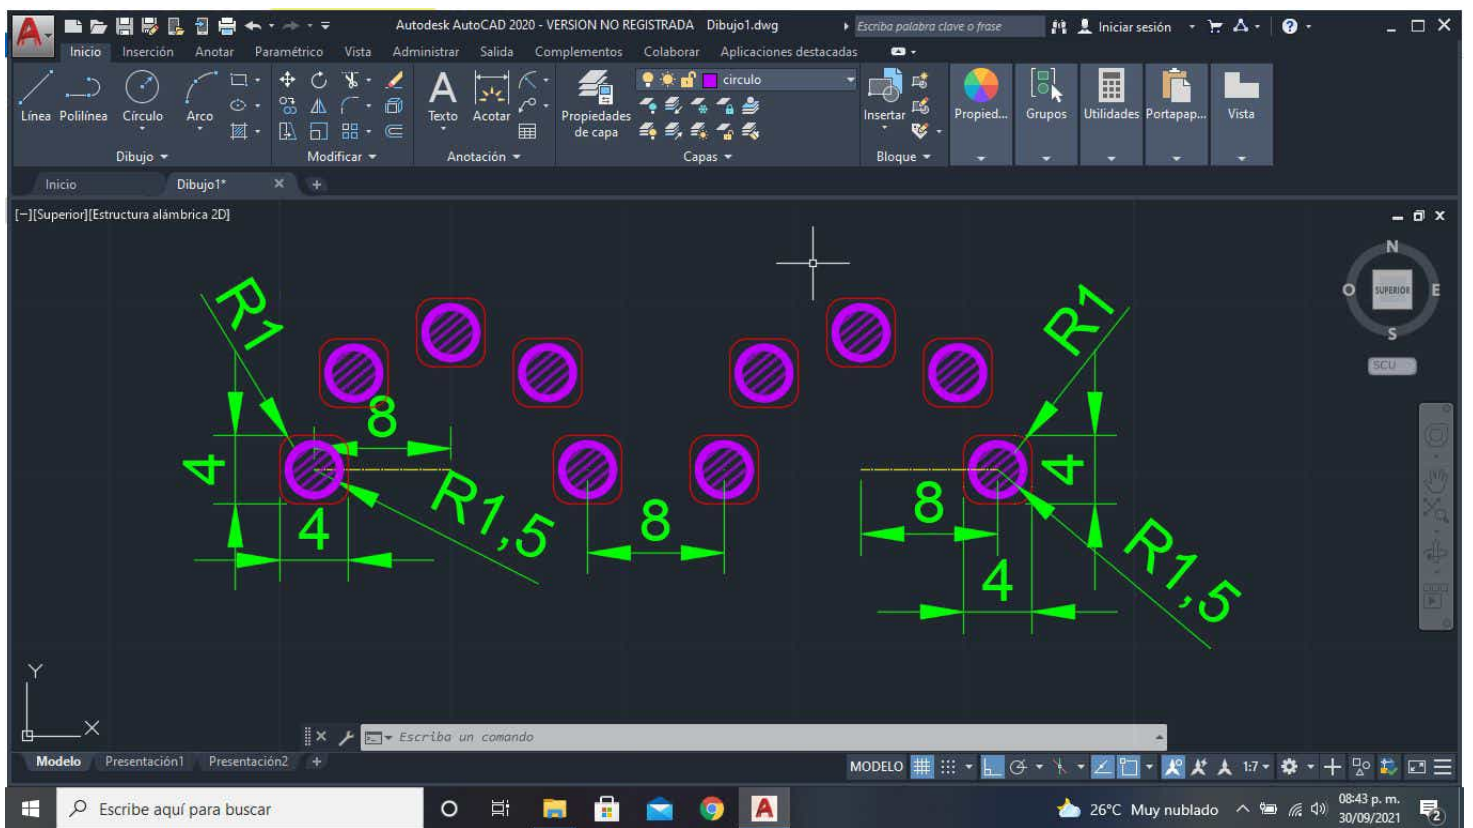 Autodesk AutoCAD 2020 - VERSION NO REGISTRADA Dibujo1.dwg Escriba palabra clave o frase Iniciar sesión
Inicio Inserción Anotar Paramétrico Vista Administrar Salida Complementos Colaborar Aplicaciones destacadas
circulo
Línea Polilínea Círculo Arco Texto Acotar Propiedades de capa Insertar Propied... Grupos Utilidades Portapap... Vista
Dibujo Modificar Anotación Capas Bloque
Inicio Dibujo1* × +
[−][Superior][Estructura alámbrica 2D]
N
O SUPERIOR E
S
SCU
R1 R1
8
4 4
R1,5
4 8 8
R1,5
4
Y
X
Escriba un comando
Modelo Presentación1 Presentación2 +
MODELO 1:7
Escribe aquí para buscar
26°C Muy nublado
08:43 p. m.
30/09/2021
2